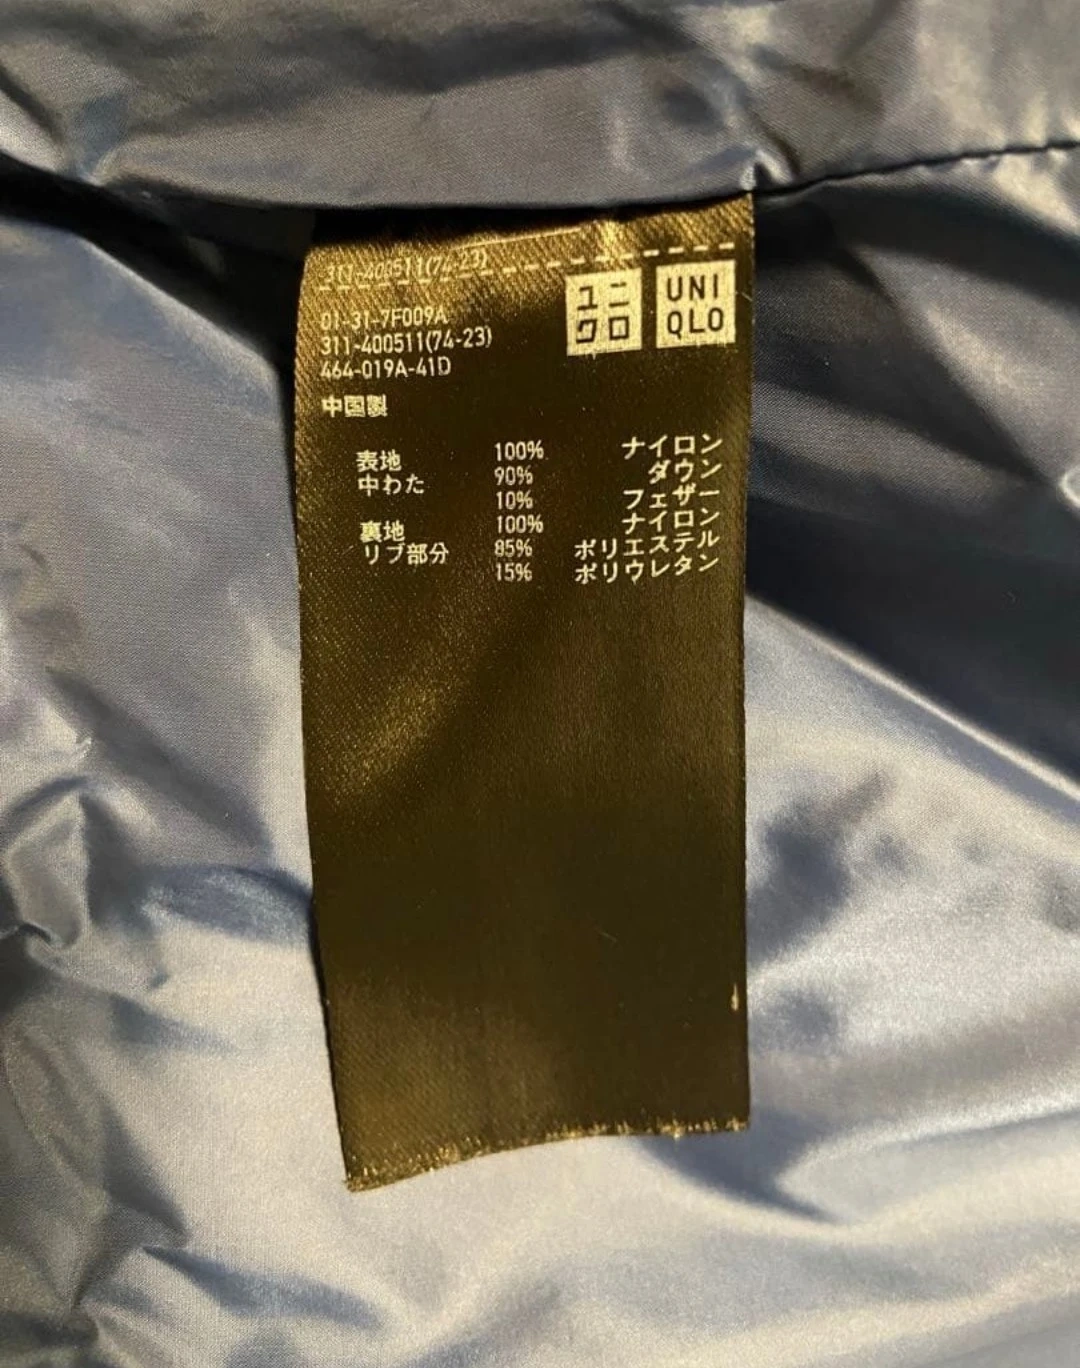 311-400511(74-23)
ユニ
クロ
UNI
QLO
01-31-7F009A
311-400511(74-23)
464-019A-41D
中国製
表地 100% ナイロン
中わた 90% ダウン
10% フェザー
裏地 100% ナイロン
リブ部分 85% ポリエステル
15% ポリウレタン